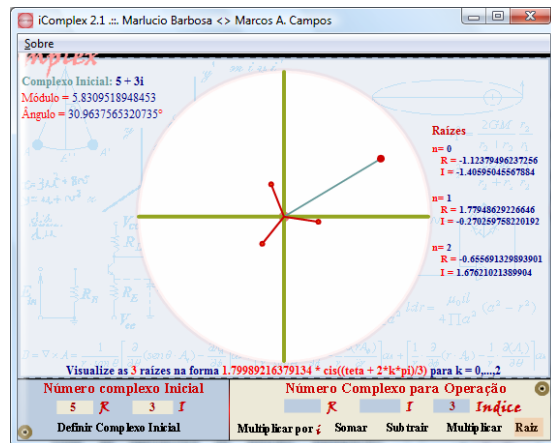 iComplex 2.1 .::. Marlucio Barbosa <> Marcos A. Campos
Sobre
Complexo Inicial: 5 + 3i
Módulo = 5.8309518948453
Ângulo = 30.9637565320735°
Raízes
n= 0
R = -1.12379496237256
I = -1.40595045567884
n= 1
R = 1.77948629226646
I = -0.270259758220192
n= 2
R = -0.655691329893901
I = 1.67621021389904
Visualize as 3 raízes na forma 1.79989216379134 * cis((teta + 2*k*pi)/3) para k = 0,...,2
Número complexo Inicial
5 R 3 I
Definir Complexo Inicial
Número Complexo para Operação
R I 3 Indice
Multiplicar por i Somar Subtrair Multiplicar Raiz